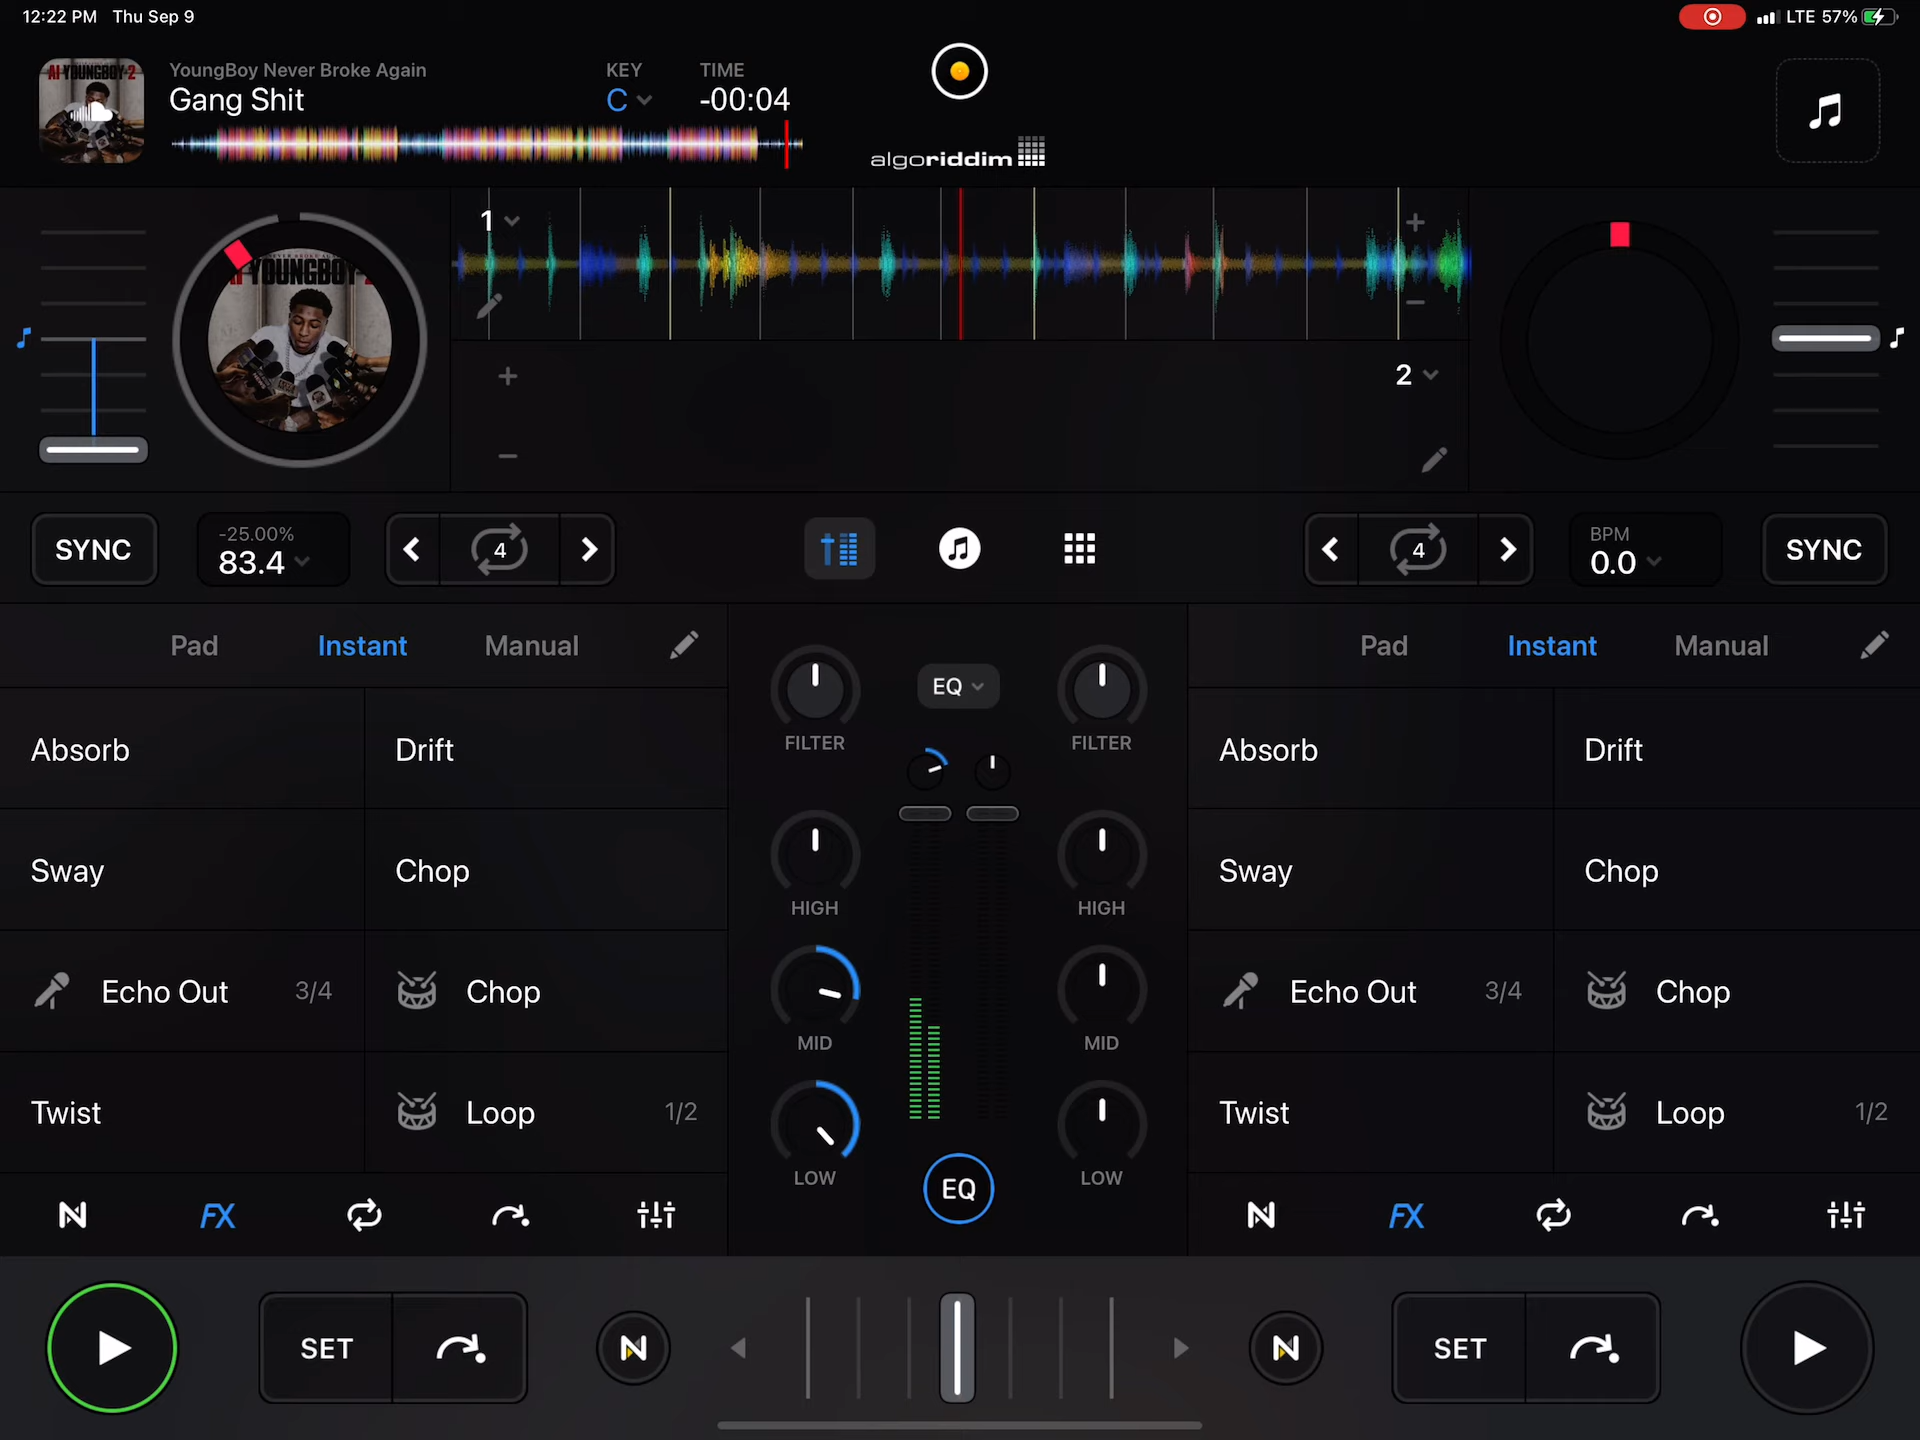 12:22 PM Thu Sep 9
LTE 57%
AI YOUNGBOY 2
YoungBoy Never Broke Again
Gang Shit
KEY
C
TIME
-00:04
algoriddim
1
2
SYNC
-25.00%
83.4
4
4
BPM
0.0
SYNC
Pad Instant Manual
Absorb Drift
Sway Chop
Echo Out 3/4 Chop
Twist Loop 1/2
FX
FILTER
EQ
FILTER
HIGH
HIGH
MID
MID
LOW
LOW
EQ
Pad Instant Manual
Absorb Drift
Sway Chop
Echo Out 3/4 Chop
Twist Loop 1/2
FX
SET
SET